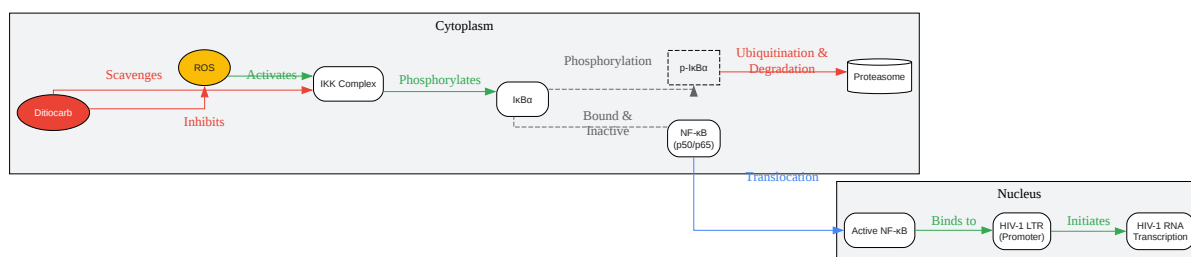 Cytoplasm
Scavenges
ROS
Activates
IKK Complex
Ditiocarb
Inhibits
Phosphorylates
IκBα
Phosphorylation
p-IκBα
Ubiquitination &
Degradation
Proteasome
Bound &
Inactive
NF-κB
(p50/p65)
Translocation
Nucleus
Active NF-κB
Binds to
HIV-1 LTR
(Promoter)
Initiates
HIV-1 RNA
Transcription